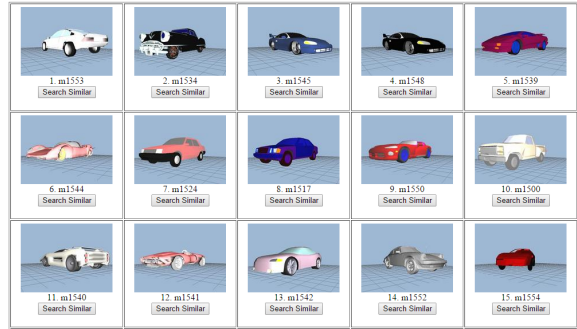 1. m1553
Search Similar
2. m1534
Search Similar
3. m1545
Search Similar
4. m1548
Search Similar
5. m1539
Search Similar
6. m1544
Search Similar
7. m1524
Search Similar
8. m1517
Search Similar
9. m1550
Search Similar
10. m1500
Search Similar
11. m1540
Search Similar
12. m1541
Search Similar
13. m1542
Search Similar
14. m1552
Search Similar
15. m1554
Search Similar